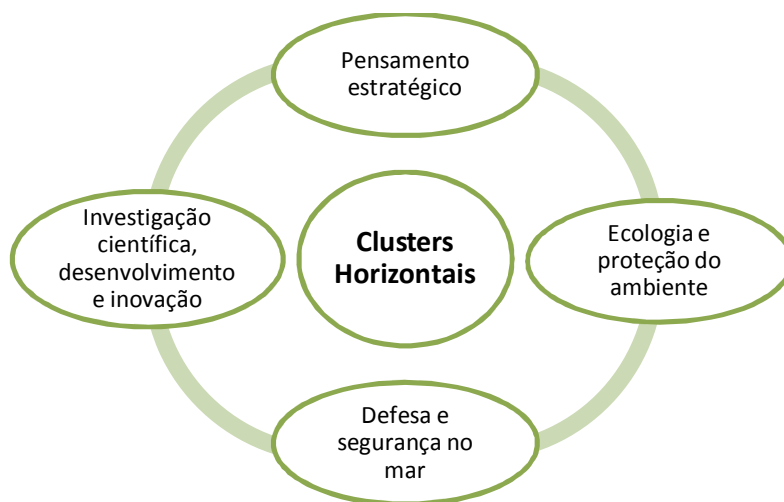 Pensamento
estratégico
Investigação
científica,
desenvolvimento
e inovação
Clusters
Horizontais
Ecologia e
proteção do
ambiente
Defesa e
segurança no
mar